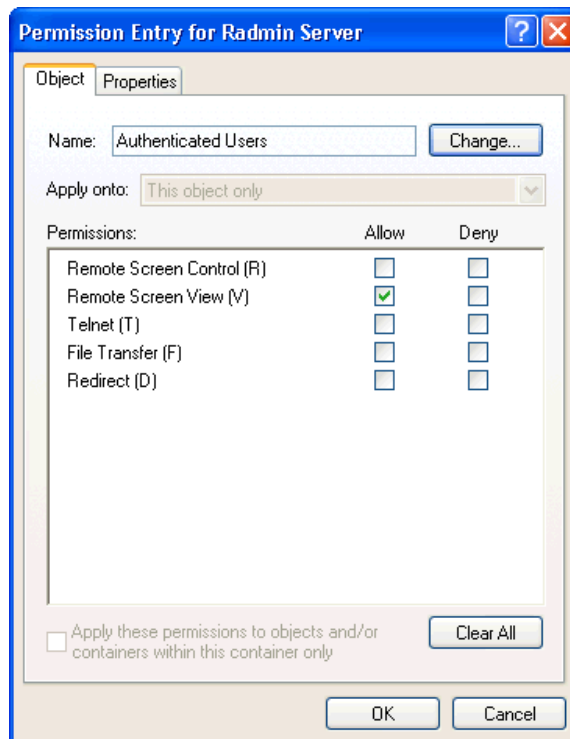 Permission Entry for Radmin Server
Object Properties
Name: Authenticated Users Change...
Apply onto: This object only
Permissions: Allow Deny
Remote Screen Control (R)
Remote Screen View (V)
Telnet (T)
File Transfer (F)
Redirect (D)
Apply these permissions to objects and/or
containers within this container only
Clear All
OK Cancel